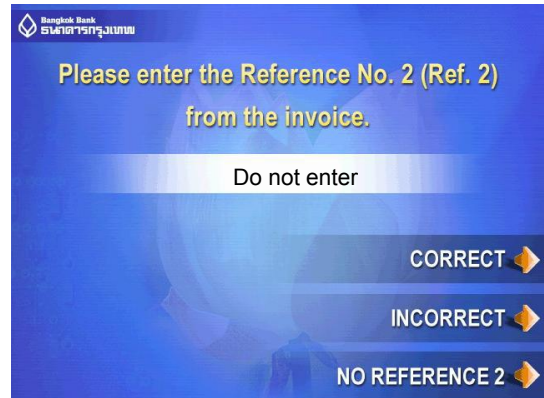 Bangkok Bank
ธนาคารกรุงเทพ
Please enter the Reference No. 2 (Ref. 2)
from the invoice.
Do not enter
CORRECT
INCORRECT
NO REFERENCE 2